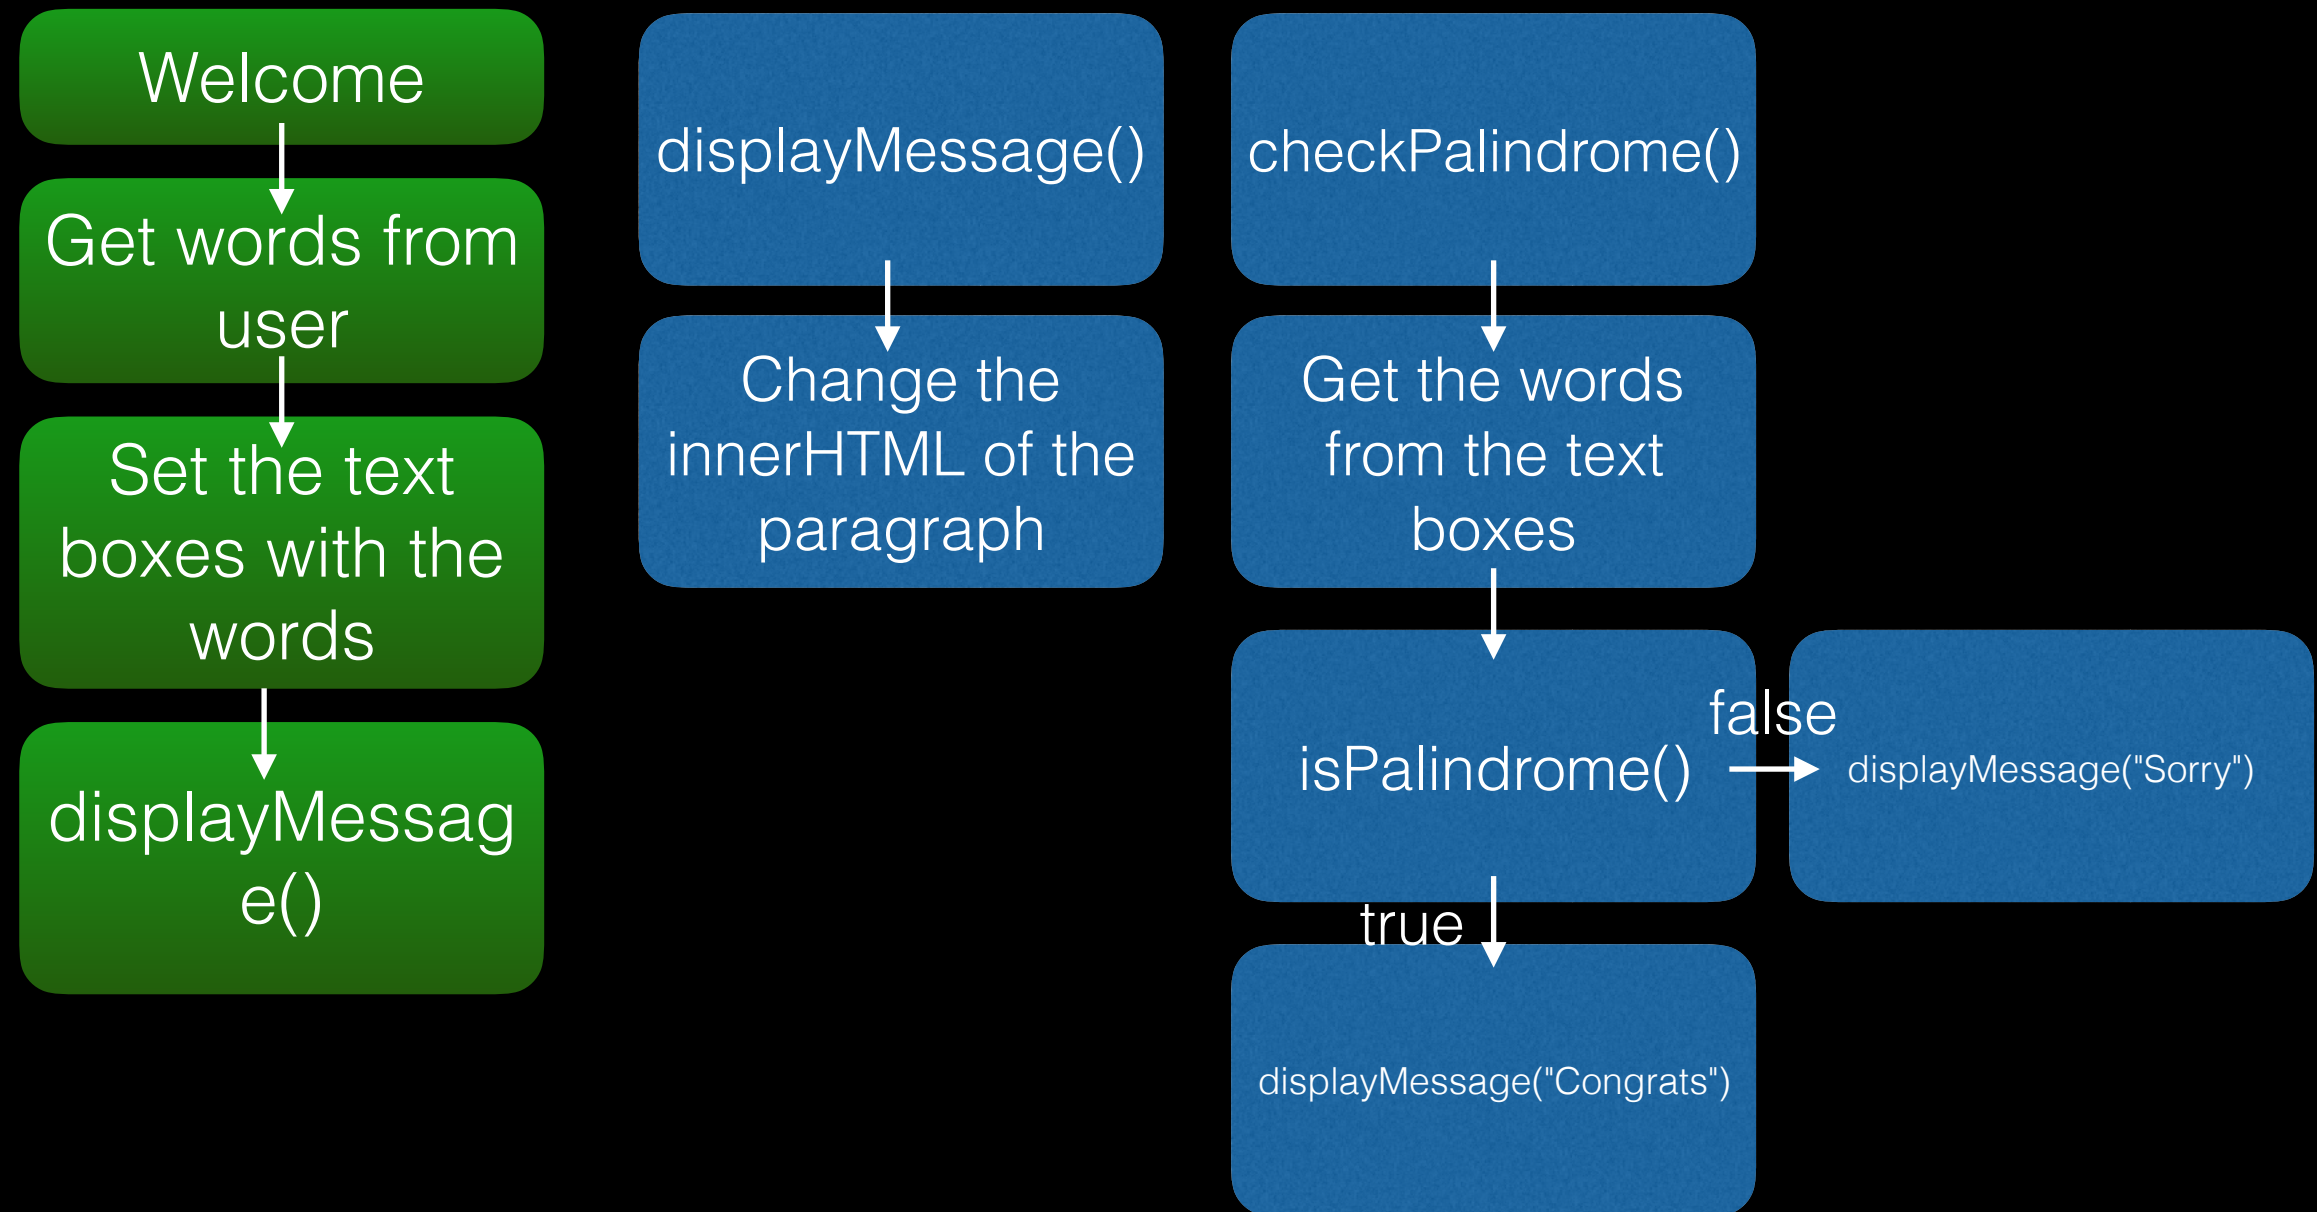 Welcome
Get words from
user
Set the text
boxes with the
words
displayMessag
e()
displayMessage()
Change the
innerHTML of the
paragraph
checkPalindrome()
Get the words
from the text
boxes
isPalindrome()
false
displayMessage("Sorry")
true
displayMessage("Congrats")